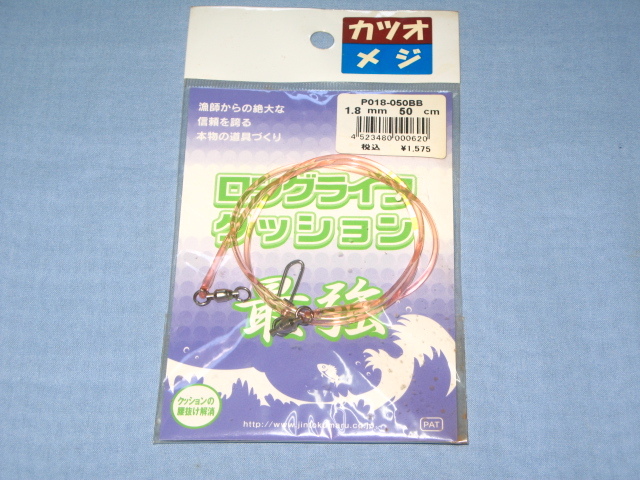 カツオ
メジ
P018-050BB
1.8 mm 50 cm
4 523480 000620
税込 ¥1,575
漁師からの絶大な
信頼を誇る
本物の道具づくり
ロングライフ
クッション
最強
クッションの
腰抜け解消
PAT